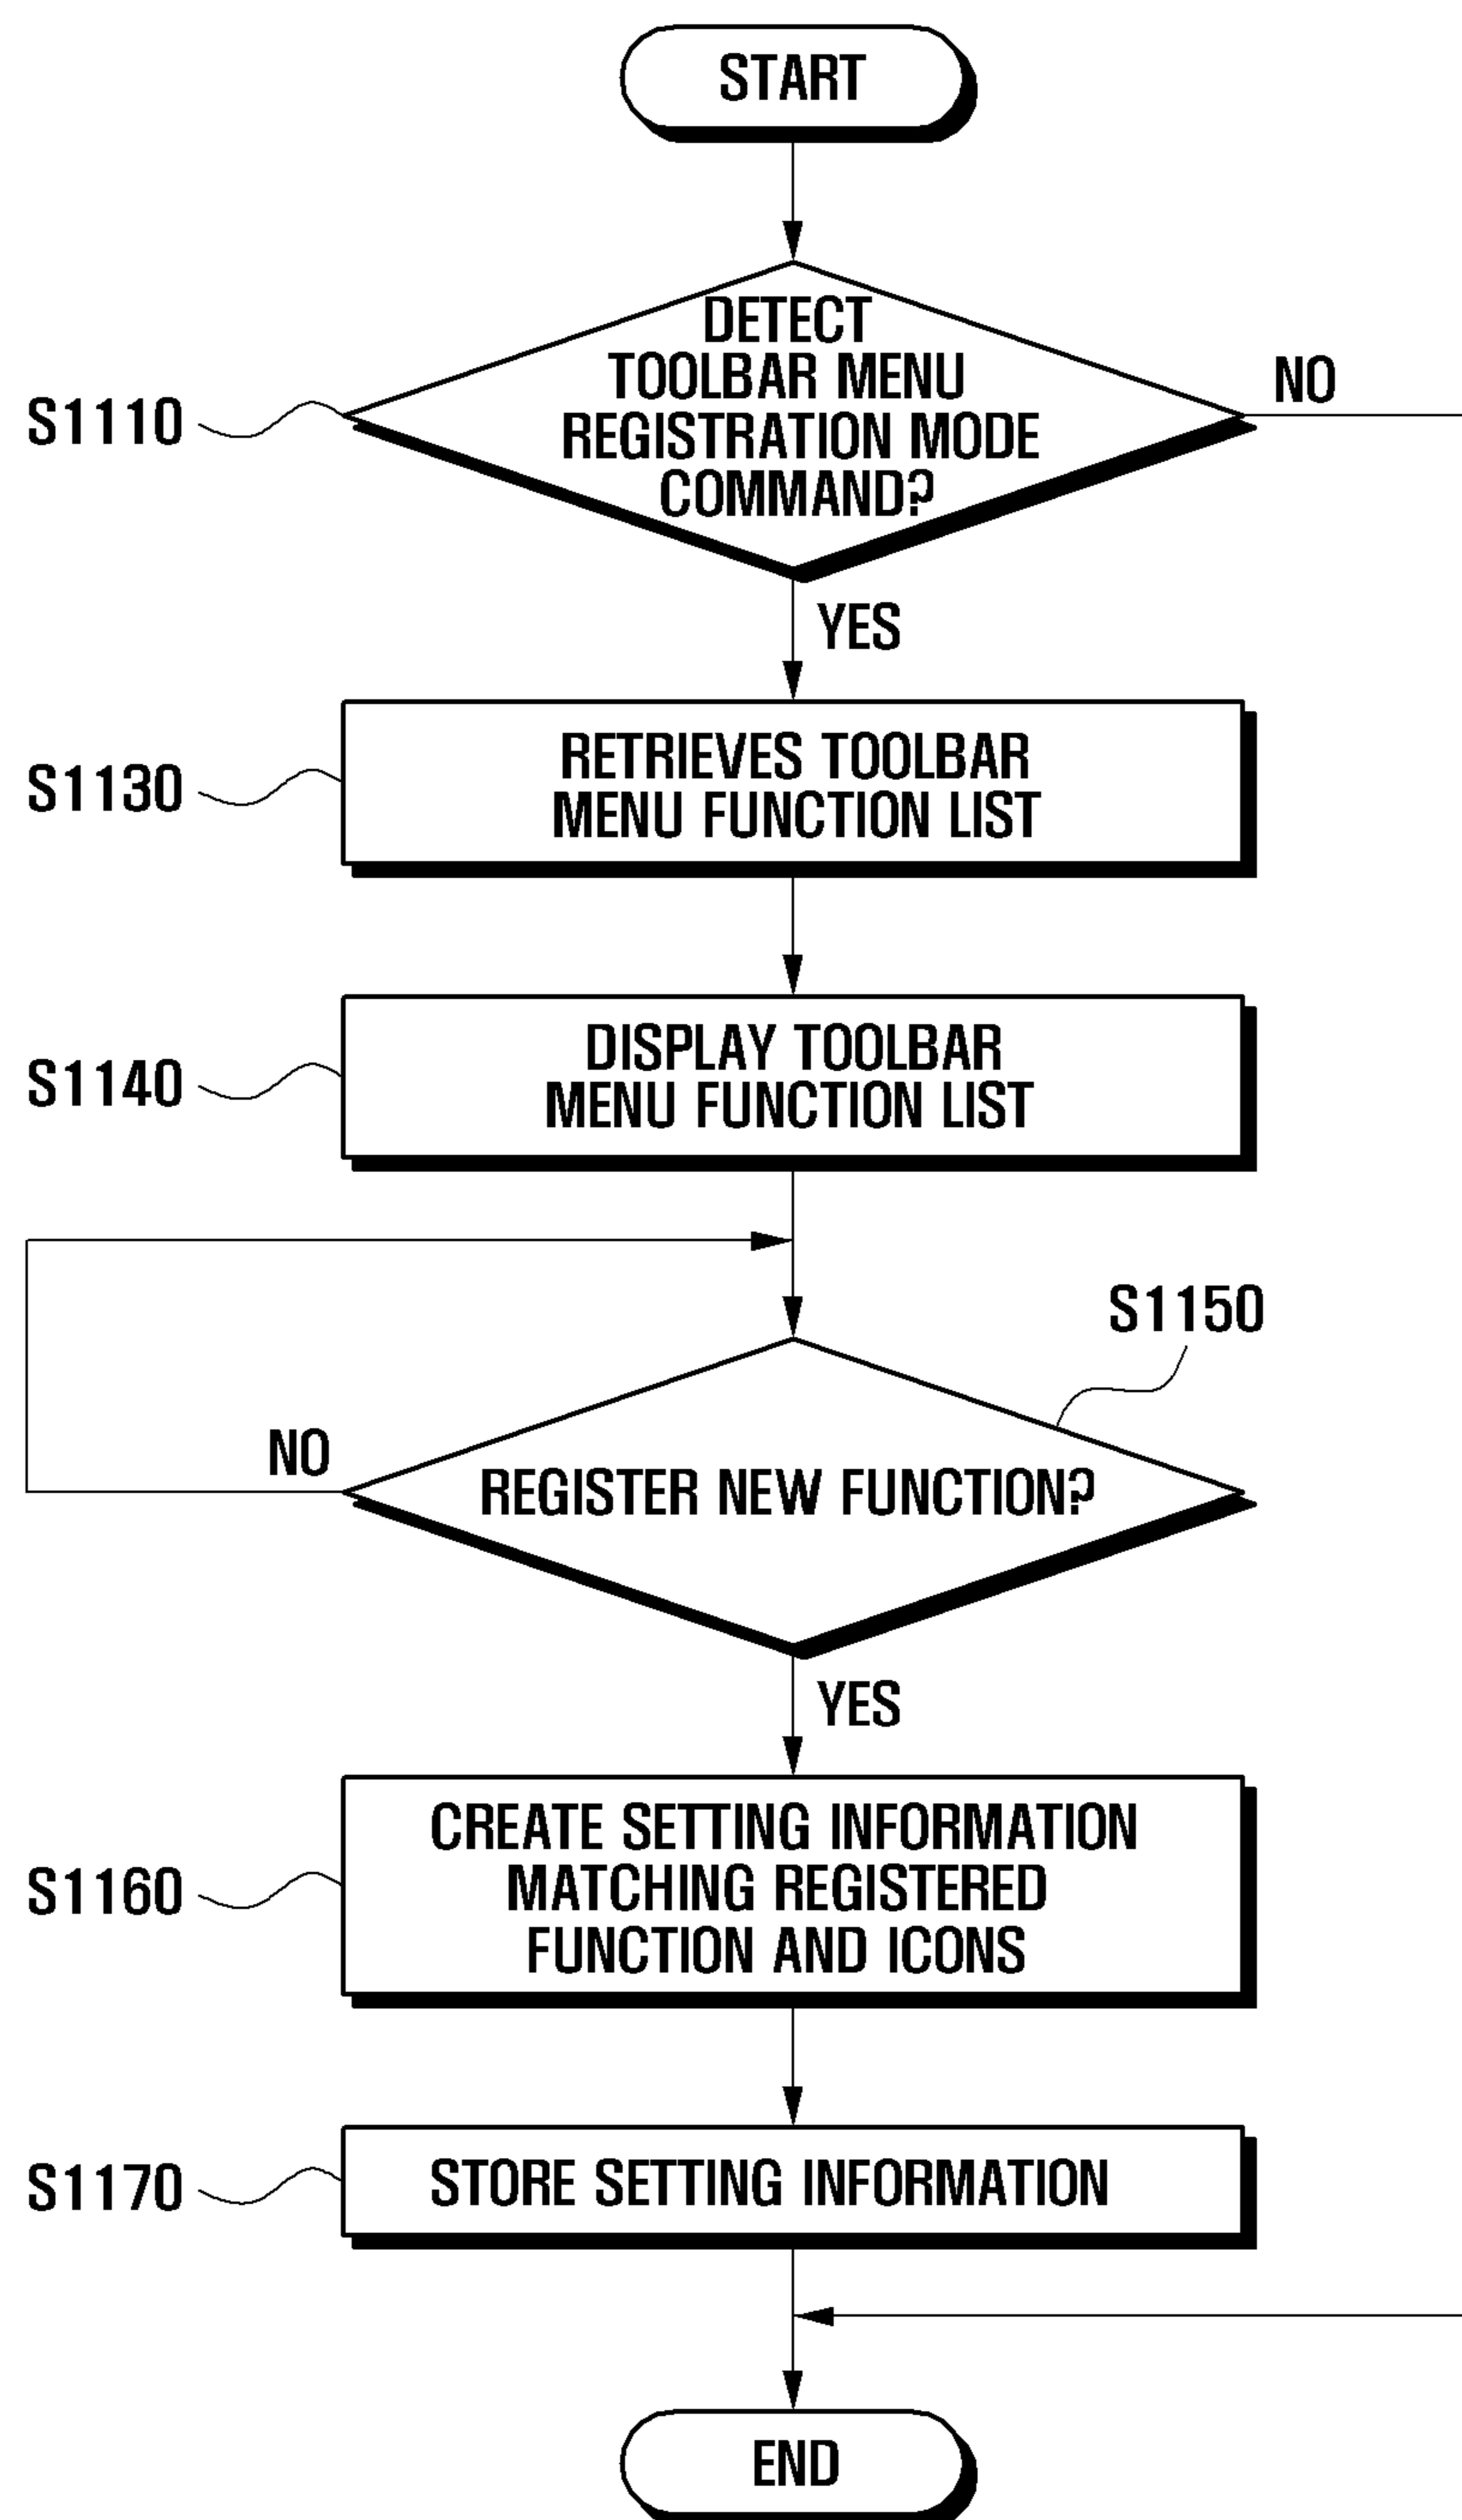 START
DETECT
TOOLBAR MENU
REGISTRATION MODE
COMMAND?
NO
S1110
YES
RETRIEVES TOOLBAR
MENU FUNCTION LIST
S1130
DISPLAY TOOLBAR
MENU FUNCTION LIST
S1140
S1150
NO
REGISTER NEW FUNCTION?
YES
CREATE SETTING INFORMATION
MATCHING REGISTERED
FUNCTION AND ICONS
S1160
STORE SETTING INFORMATION
S1170
END